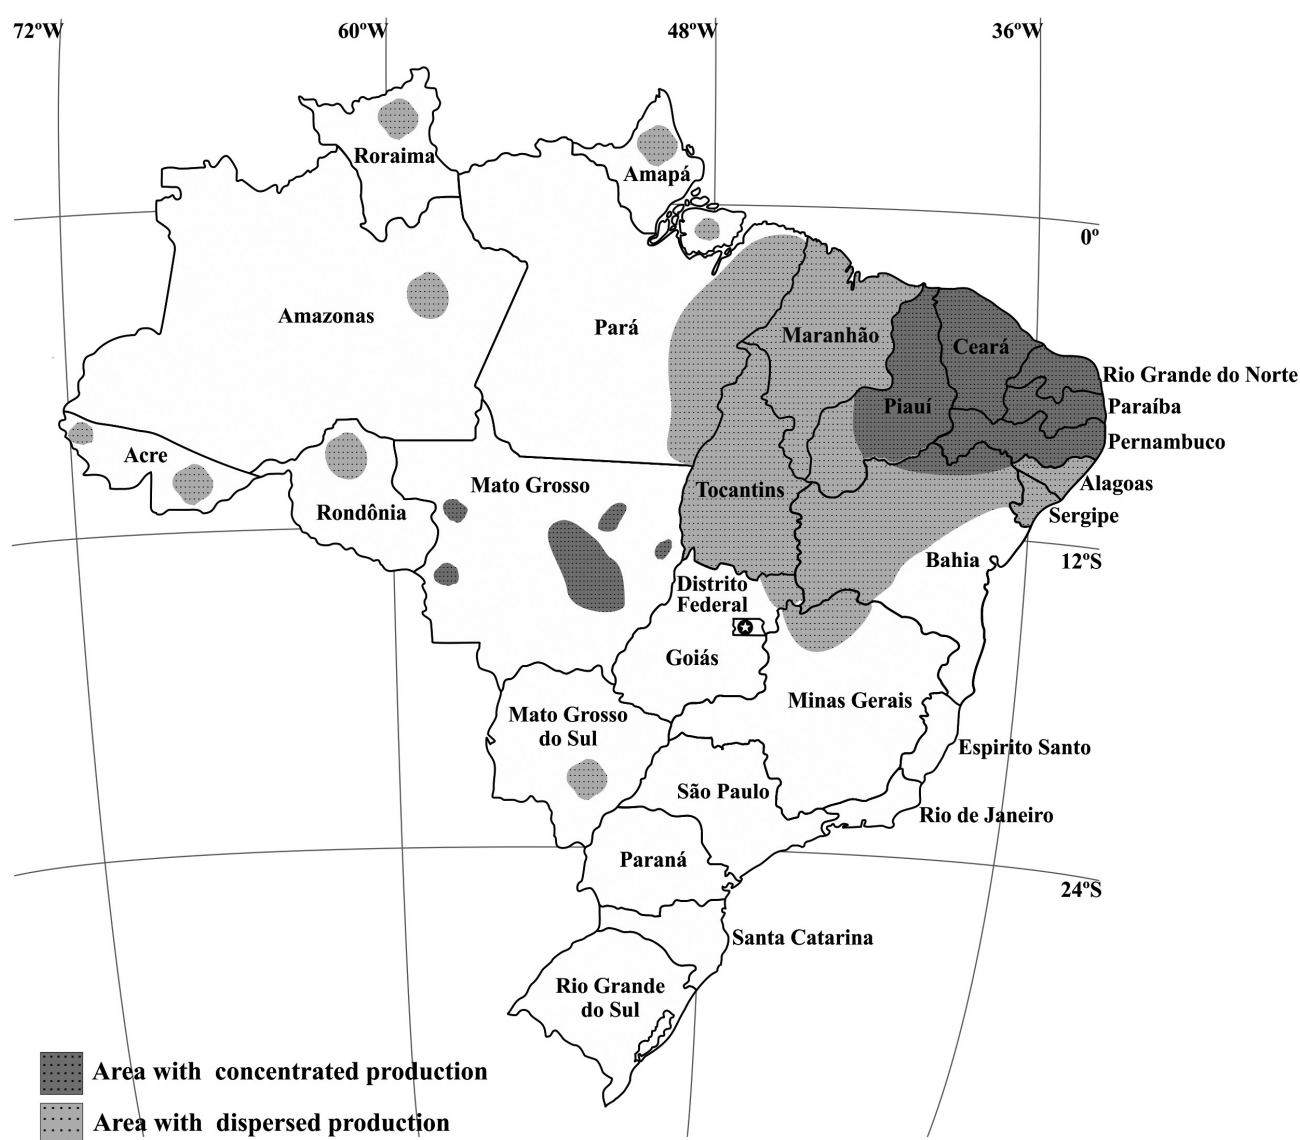 72ºW
60ºW
48ºW
36ºW
Roraima
Amapá
0º
Amazonas
Pará
Maranhão
Ceará
Rio Grande do Norte
Piauí
Paraíba
Pernambuco
Acre
Mato Grosso
Tocantins
Alagoas
Rondônia
Sergipe
Bahia
12ºS
Distrito
Federal
Goiás
Minas Gerais
Mato Grosso
do Sul
Espirito Santo
São Paulo
Rio de Janeiro
Paraná
24ºS
Santa Catarina
Rio Grande
do Sul
Area with concentrated production
Area with dispersed production